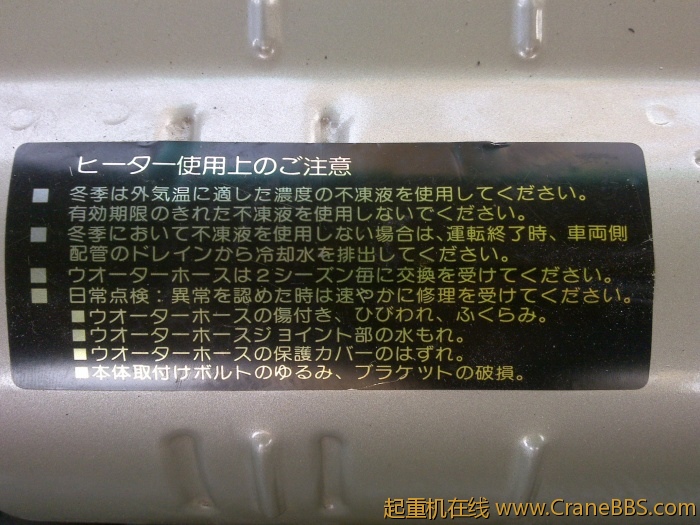 ヒーター使用上のご注意
■ 冬季は外気温に適した濃度の不凍液を使用してください。
有効期限のきれた不凍液を使用しないでください。
■ 冬季において不凍液を使用しない場合は、運転終了時、車両側
配管のドレインから冷却水を排出してください。
■ ウオーターホースは2シーズン毎に交換を受けてください。
■ 日常点検：異常を認めた時は速やかに修理を受けてください。
■ウオーターホースの傷付き、ひびわれ、ふくらみ。
■ウオーターホースジョイント部の水もれ。
■ウオーターホースの保護カバーのはずれ。
■本体取付けボルトのゆるみ、ブラケットの破損。
起重机在线 www.CraneBBS.com